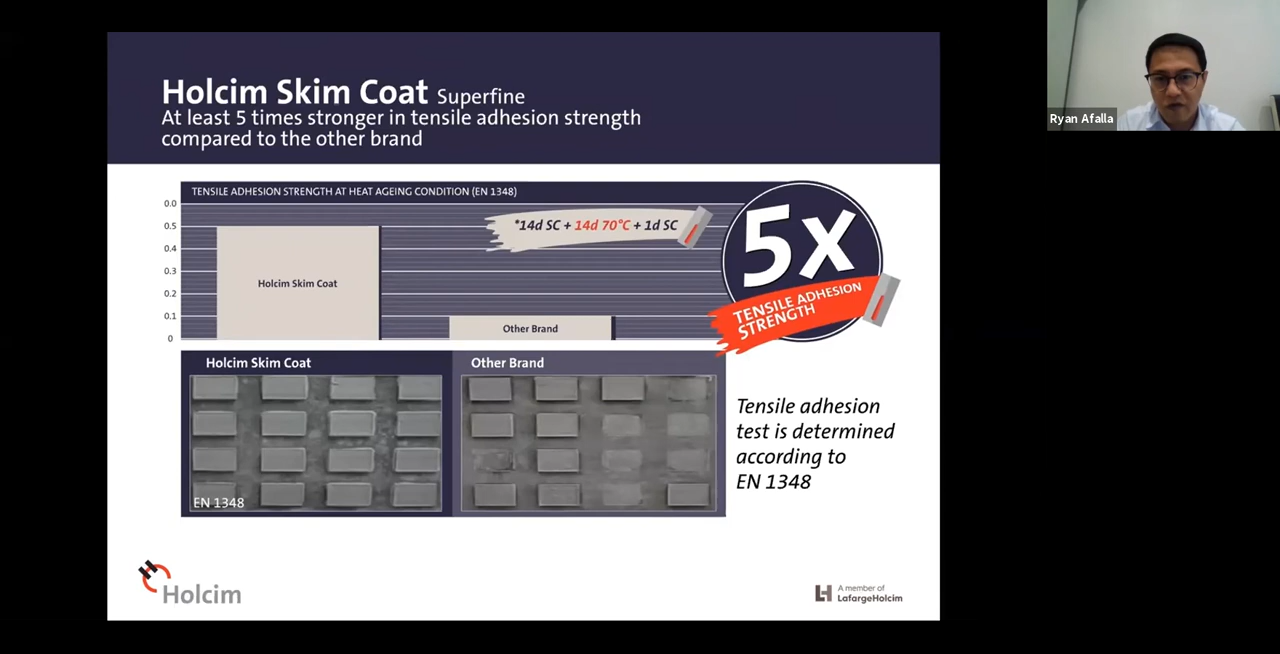 Holcim Skim Coat Superfine
At least 5 times stronger in tensile adhesion strength
compared to the other brand
TENSILE ADHESION STRENGTH AT HEAT AGEING CONDITION (EN 1348)
0.0
0.5
0.4
0.3
0.2
0.1
0
*14d SC + 14d 70°C + 1d SC
Holcim Skim Coat
Other Brand
5x
TENSILE ADHESION
STRENGTH
Holcim Skim Coat
Other Brand
EN 1348
Tensile adhesion
test is determined
according to
EN 1348
Holcim
A member of
LafargeHolcim
Ryan Afalla